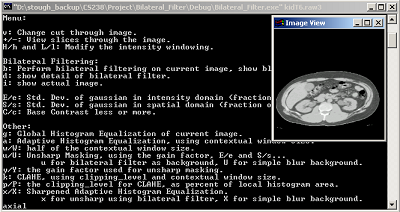 "D:\stough_backup\CS238\Project\Bilateral_Filter\Debug\Bilateral_Filter.exe"
Image View
Menu:
v: Change cut through image.
+/-: View slices through the image.
H/h and L/l: Modify the intensity windowing.
Bilateral Filtering:
b: Perform bilateral filtering on current image, show bl
d: show detail of bilateral filter.
i: show actual image.
E/e: Std. Dev. of gaussian in intensity domain (fraction
S/s: Std. Dev. of gaussian in spatial domain (fraction o
C/c: Base Contrast less or more.
Other:
g: Global Histogram Equalization of current image.
a: Adaptive Histogram Equalization, using contextual window size.
w/W: half of the contextual window.
u/U: Unsharp Masking, using the gain factor, E/e and S/s...
u for bilateral filter as background, U for simple blur background.
y/Y: the gain factor used for unsharp masking.
k: CLAHE, using clipping_level and contextual window size.
p/P: the clipping_level for CLAHE, as percent of local histogram area.
x/X: Sharpened Adaptive Histogram Equalization.
x for unsharp using bilateral filter, X for simple blur background.
axial